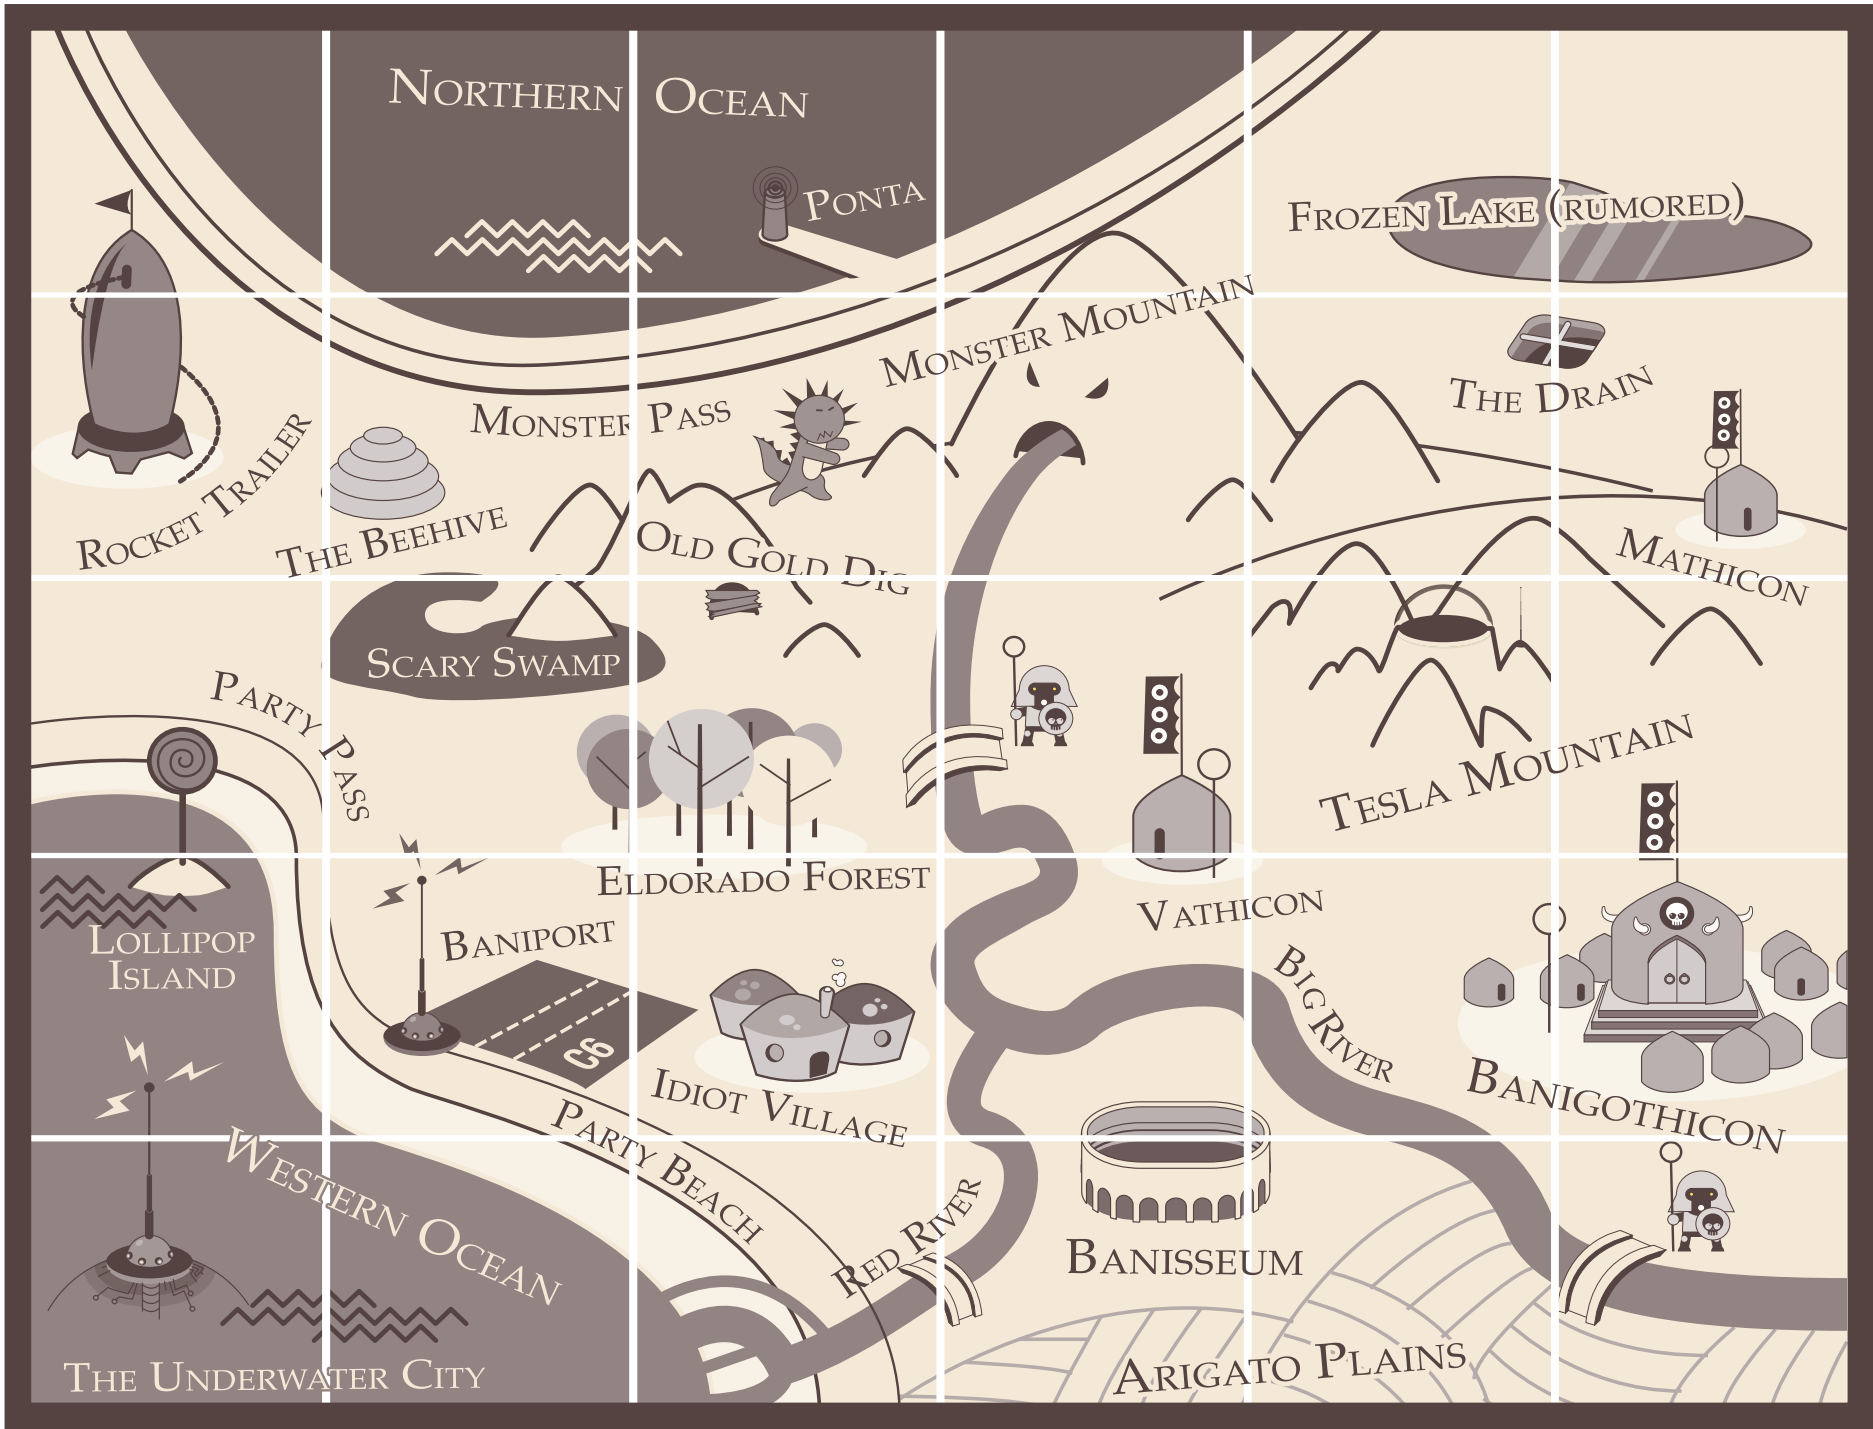 Northern Ocean
Ponta
Frozen Lake (rumored)
Monster Mountain
The Drain
Monster Pass
Rocket Trailer
The Beehive
Old Gold Dig
Mathicon
Scary Swamp
Party Pass
Tesla Mountain
Eldorado Forest
Vathicon
Lollipop
Island
Baniport
C6
Big River
Idiot Village
Banigothicon
Party Beach
Western Ocean
Red River
Banisseum
Arigato Plains
The Underwater City